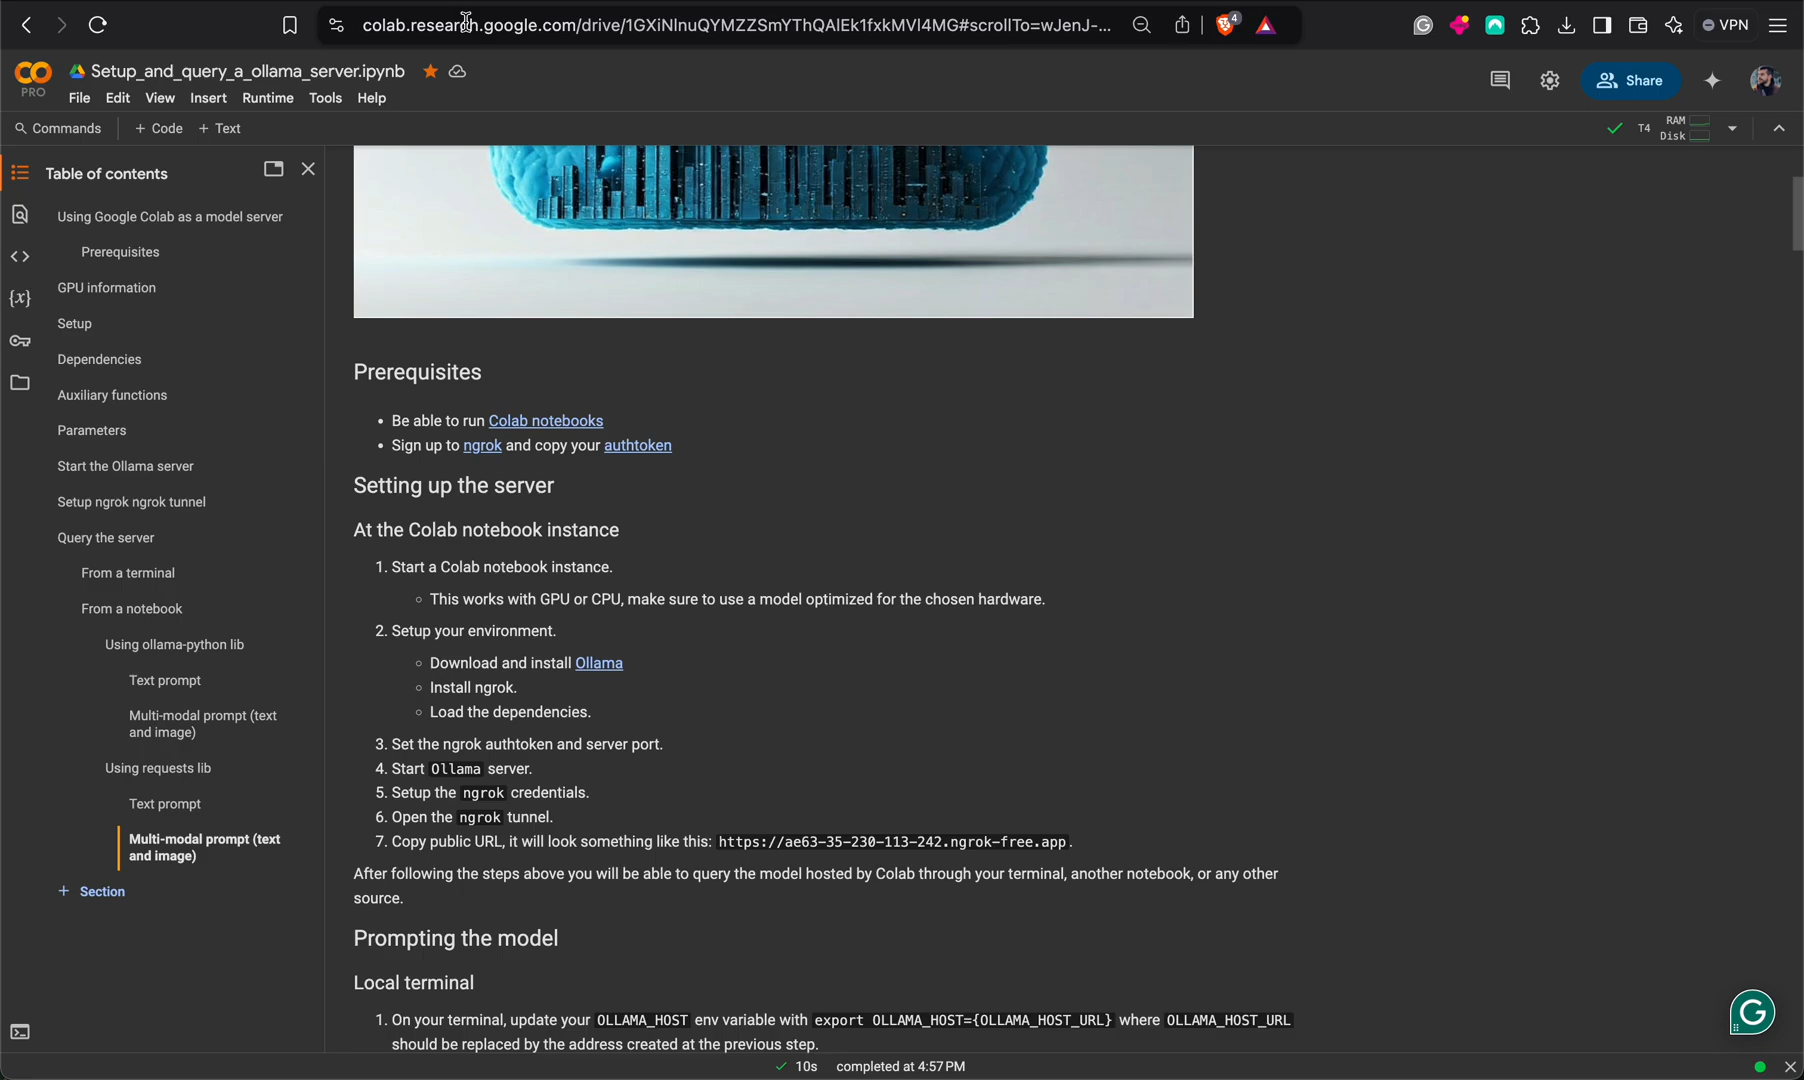 colab.research.google.com/drive/1GXiNInuQYMZZSmYThQAlEk1fxkMVl4MG#scrollTo=wJenJ-...
4
VPN
PRO
Setup_and_query_a_ollama_server.ipynb
File Edit View Insert Runtime Tools Help
Share
Commands + Code + Text
T4 RAM
Disk
Table of contents
Using Google Colab as a model server
Prerequisites
GPU information
Setup
Dependencies
Auxiliary functions
Parameters
Start the Ollama server
Setup ngrok ngrok tunnel
Query the server
From a terminal
From a notebook
Using ollama-python lib
Text prompt
Multi-modal prompt (text
and image)
Using requests lib
Text prompt
Multi-modal prompt (text
and image)
+ Section
Prerequisites
• Be able to run Colab notebooks
• Sign up to ngrok and copy your authtoken
Setting up the server
At the Colab notebook instance
1. Start a Colab notebook instance.
◦ This works with GPU or CPU, make sure to use a model optimized for the chosen hardware.
2. Setup your environment.
◦ Download and install Ollama
◦ Install ngrok.
◦ Load the dependencies.
3. Set the ngrok authtoken and server port.
4. Start Ollama server.
5. Setup the ngrok credentials.
6. Open the ngrok tunnel.
7. Copy public URL, it will look something like this: https://ae63-35-230-113-242.ngrok-free.app.
After following the steps above you will be able to query the model hosted by Colab through your terminal, another notebook, or any other
source.
Prompting the model
Local terminal
1. On your terminal, update your OLLAMA_HOST env variable with export OLLAMA_HOST={OLLAMA_HOST_URL} where OLLAMA_HOST_URL
should be replaced by the address created at the previous step.
10s completed at 4:57 PM